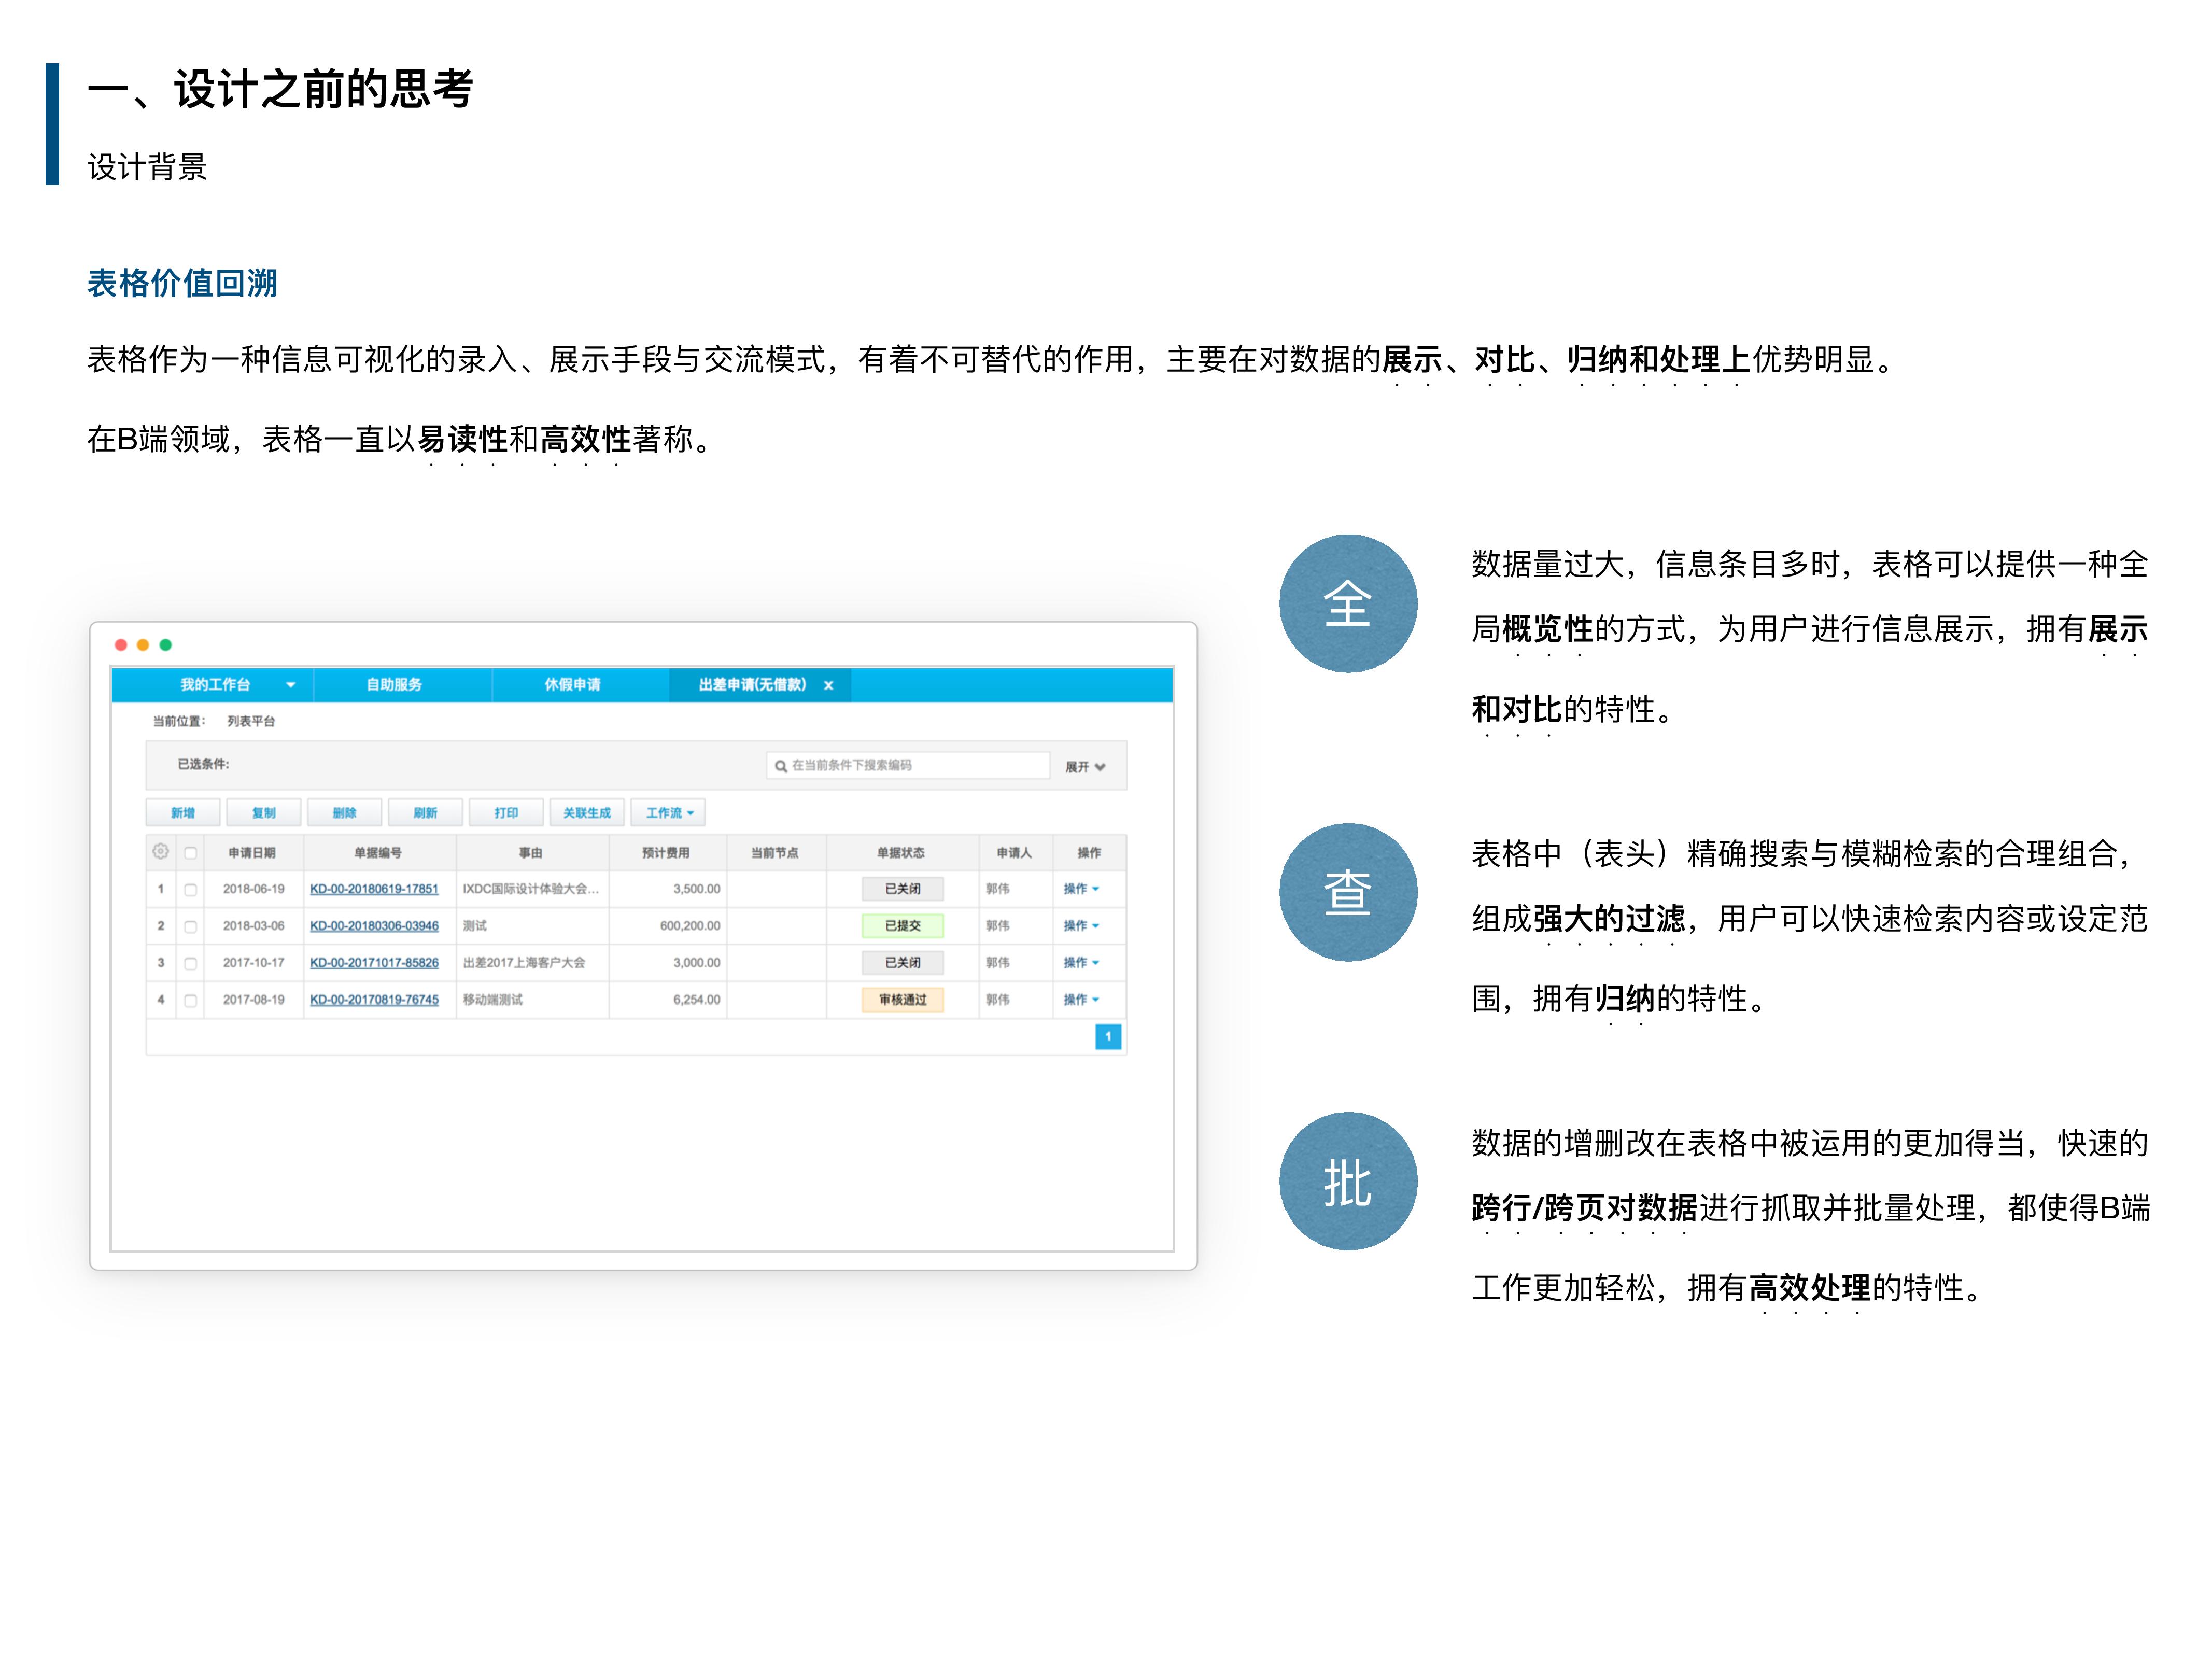 一、设计之前的思考
设计背景
表格价值回溯
表格作为一种信息可视化的录入、展示手段与交流模式，有着不可替代的作用，主要在对数据的展示、对比、归纳和处理上优势明显。
在B端领域，表格一直以易读性和高效性著称。
我的工作台 自助服务 休假申请 出差申请(无借款) x
当前位置： 列表平台
已选条件: 在当前条件下搜索编码 展开
新增 复制 删除 刷新 打印 关联生成 工作流
申请日期 单据编号 事由 预计费用 当前节点 单据状态 申请人 操作
1 2018-06-19 KD-00-20180619-17851 IXDC国际设计体验大会... 3,500.00 已关闭 郭伟 操作
2 2018-03-06 KD-00-20180306-03946 测试 600,200.00 已提交 郭伟 操作
3 2017-10-17 KD-00-20171017-85826 出差2017上海客户大会 3,000.00 已关闭 郭伟 操作
4 2017-08-19 KD-00-20170819-76745 移动端测试 6,254.00 审核通过 郭伟 操作
1
全
数据量过大，信息条目多时，表格可以提供一种全
局概览性的方式，为用户进行信息展示，拥有展示
和对比的特性。
查
表格中（表头）精确搜索与模糊检索的合理组合，
组成强大的过滤，用户可以快速检索内容或设定范
围，拥有归纳的特性。
批
数据的增删改在表格中被运用的更加得当，快速的
跨行/跨页对数据进行抓取并批量处理，都使得B端
工作更加轻松，拥有高效处理的特性。